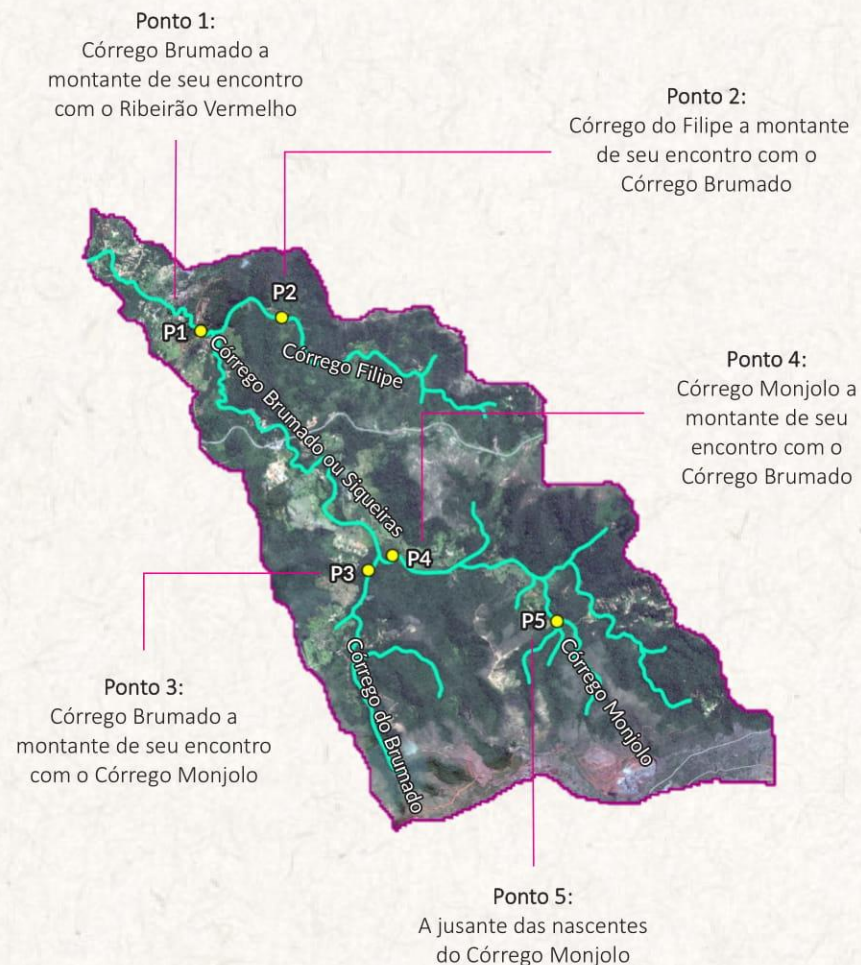 Ponto 1:
Córrego Brumado a
montante de seu encontro
com o Ribeirão Vermelho
Ponto 2:
Córrego do Filipe a montante
de seu encontro com o
Córrego Brumado
P2
P1
Córrego Filipe
Córrego Brumado ou Siqueiras
Ponto 4:
Córrego Monjolo a
montante de seu
encontro com o
Córrego Brumado
P4
P3
P5
Córrego do Brumado
Córrego Monjolo
Ponto 3:
Córrego Brumado a
montante de seu encontro
com o Córrego Monjolo
Ponto 5:
A jusante das nascentes
do Córrego Monjolo